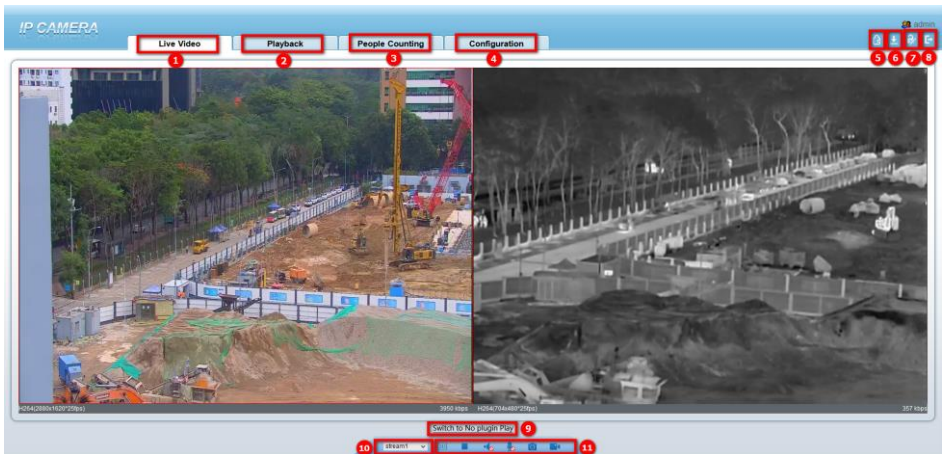 IP CAMERA
admin
Live Video
Playback
People Counting
Configuration
1
2
3
4
5
6
7
8
H264(2880x1620*25fps)
3950 kbps
H264(704x480*25fps)
357 kbps
Switch to No plugin Play
9
10
stream1
11